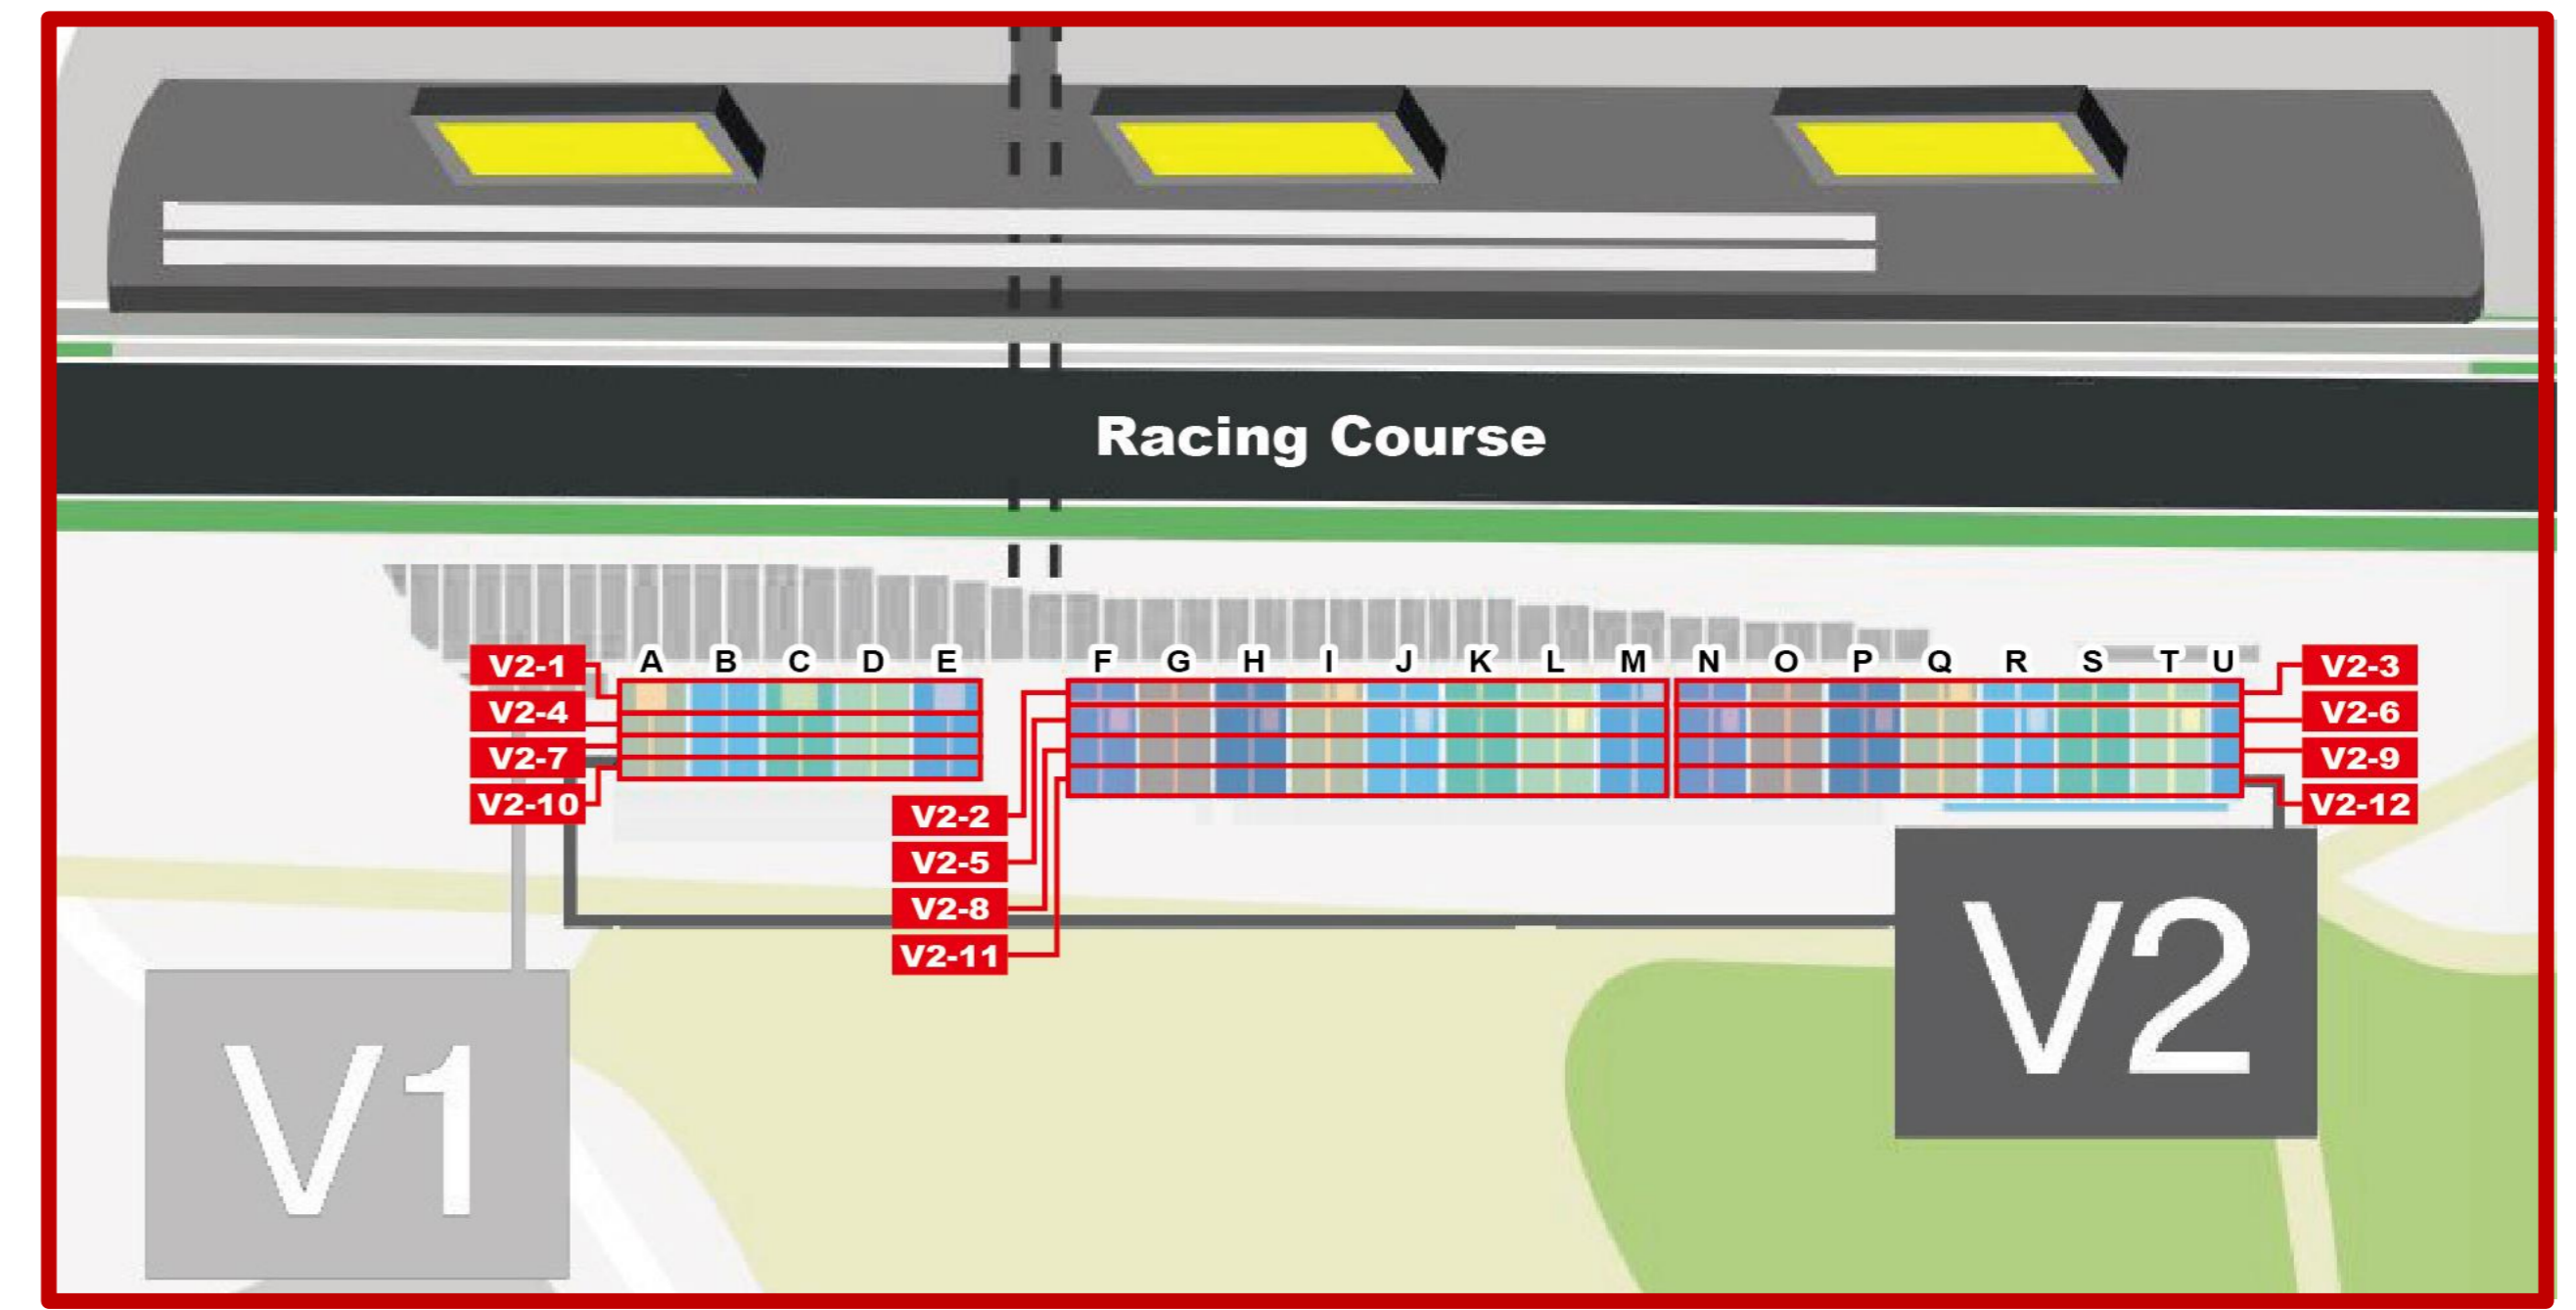 Racing Course
A B C D E F G H I J K L M N O P Q R S T U
V2-1
V2-4
V2-7
V2-10
V2-2
V2-5
V2-8
V2-11
V2-3
V2-6
V2-9
V2-12
V1
V2